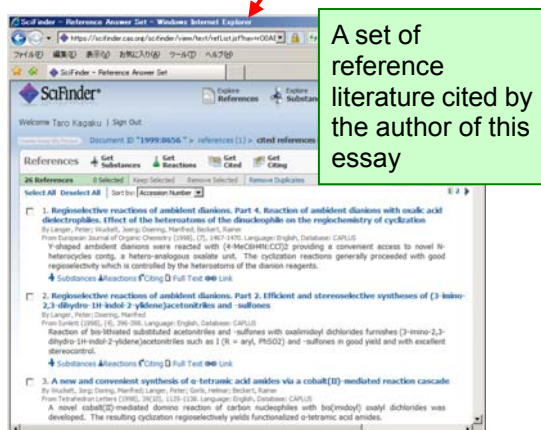 SciFinder - Reference Answer Set - Windows Internet Explorer
https://scifinder.cas.org/scifinder/view/text/refList.jsf?
ファイル(F) 編集(E) 表示(V) お気に入り(A) ツール(T) ヘルプ(H)
SciFinder - Reference Answer Set
SciFinder®
Explore References
Explore
Welcome Taro Kagaku | Sign Out
Document ID "1999:8656 " > references (1) > cited references
References Get Substances Get Reactions Get Cited Get Citing
26 References 0 Selected Keep Selected Remove Selected Remove Duplicates
Select All Deselect All Sort by: Accession Number
1. Regioselective reactions of ambident dianions. Part 4. Reaction of ambident dianions with oxalic acid
dielectrophiles. Effect of the heteroatoms of the dinucleophile on the regiochemistry of cyclization
By Langer, Peter; Wuckelt, Joerg; Doering, Manfred; Beckert, Rainer
From European Journal of Organic Chemistry (1998), (7), 1467-1470. Language: English, Database: CAPLUS
Y-shaped ambident dianions were reacted with (4-MeC6H4N:CCl)2 providing a convenient access to novel N-
heterocycles contg. a hetero-analogous oxalate unit. The cyclization reactions generally proceeded with good
regioselectivity which is controlled by the heteroatoms of the dianion reagents.
Substances Reactions Citing Full Text Link
2. Regioselective reactions of ambident dianions. Part 2. Efficient and stereoselective syntheses of (3-imino-
2,3-dihydro-1H-indol-2-ylidene)acetonitriles and -sulfones
By Langer, Peter; Doering, Manfred
From Synlett (1998), (4), 396-398. Language: English, Database: CAPLUS
Reaction of bis-lithiated substituted acetonitriles and -sulfones with oxalimidoyl dichlorides furnishes (3-imino-2,3-
dihydro-1H-indol-2-ylidene)acetonitriles such as I (R = aryl, PhSO2) and -sulfones in good yield and with excellent
stereocontrol.
Substances Reactions Citing Full Text Link
3. A new and convenient synthesis of α-tetramic acid amides via a cobalt(II)-mediated reaction cascade
By Wuckelt, Joerg; Doering, Manfred; Langer, Peter; Goerls, Helmar; Beckert, Rainer
From Tetrahedron Letters (1998), 39(10), 1135-1138. Language: English, Database: CAPLUS
A novel cobalt(II)-mediated domino reaction of carbon nucleophiles with bis(imidoyl) oxalyl dichlorides was
developed. The resulting cyclization regioselectively yields functionalized α-tetramic acid amides.
A set of
reference
literature cited by
the author of this
essay